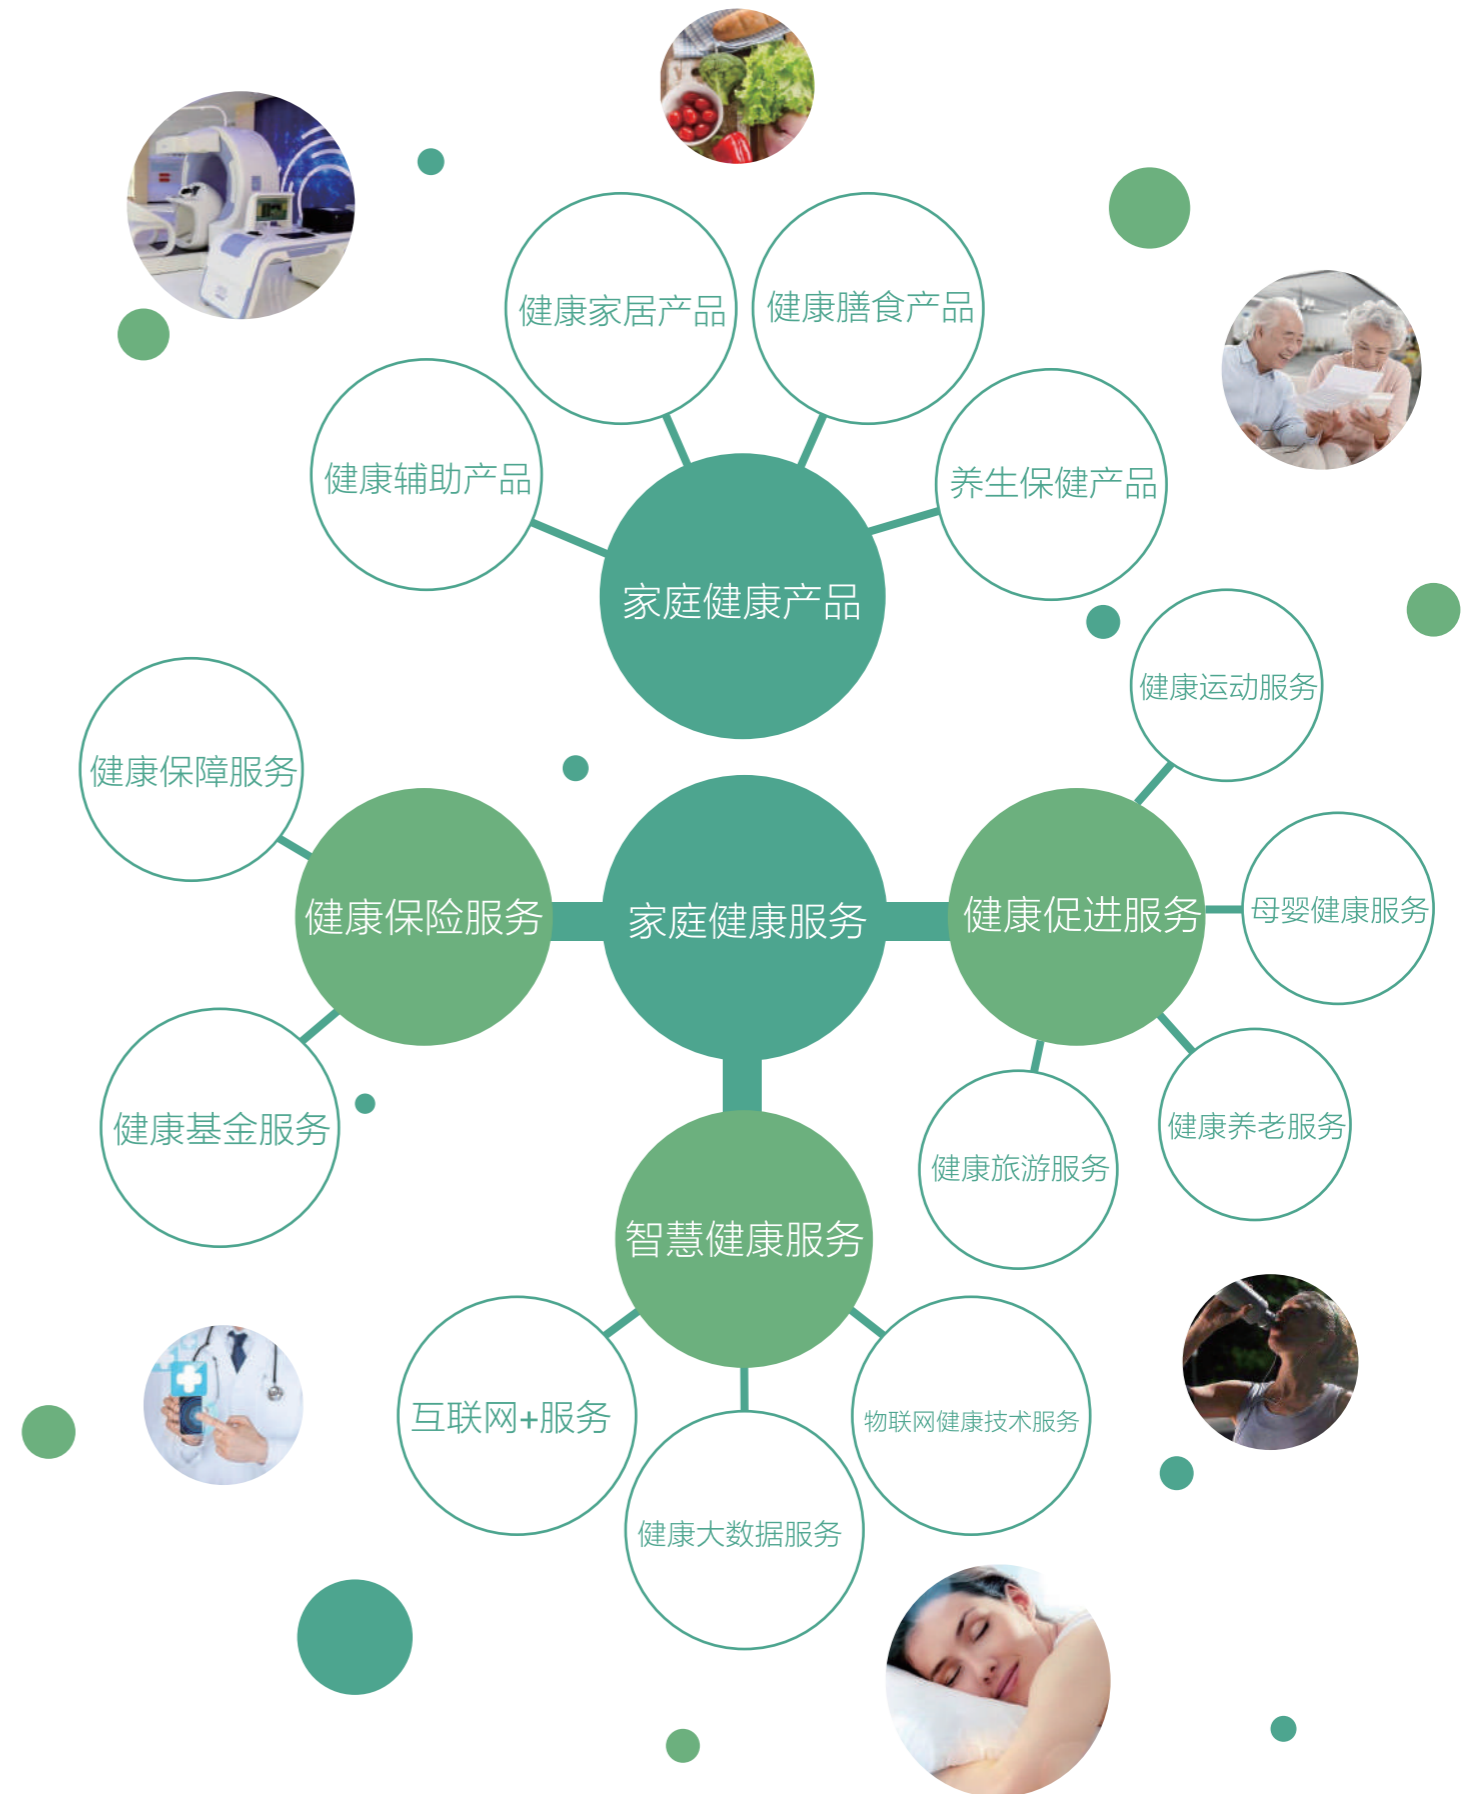 健康家居产品
健康膳食产品
健康辅助产品
养生保健产品
家庭健康产品
健康运动服务
健康保障服务
健康保险服务
家庭健康服务
健康促进服务
母婴健康服务
健康基金服务
健康养老服务
健康旅游服务
智慧健康服务
互联网+服务
物联网健康技术服务
健康大数据服务